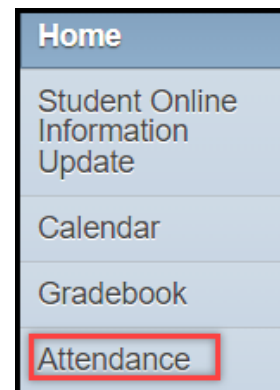 Home
Student Online
Information
Update
Calendar
Gradebook
Attendance